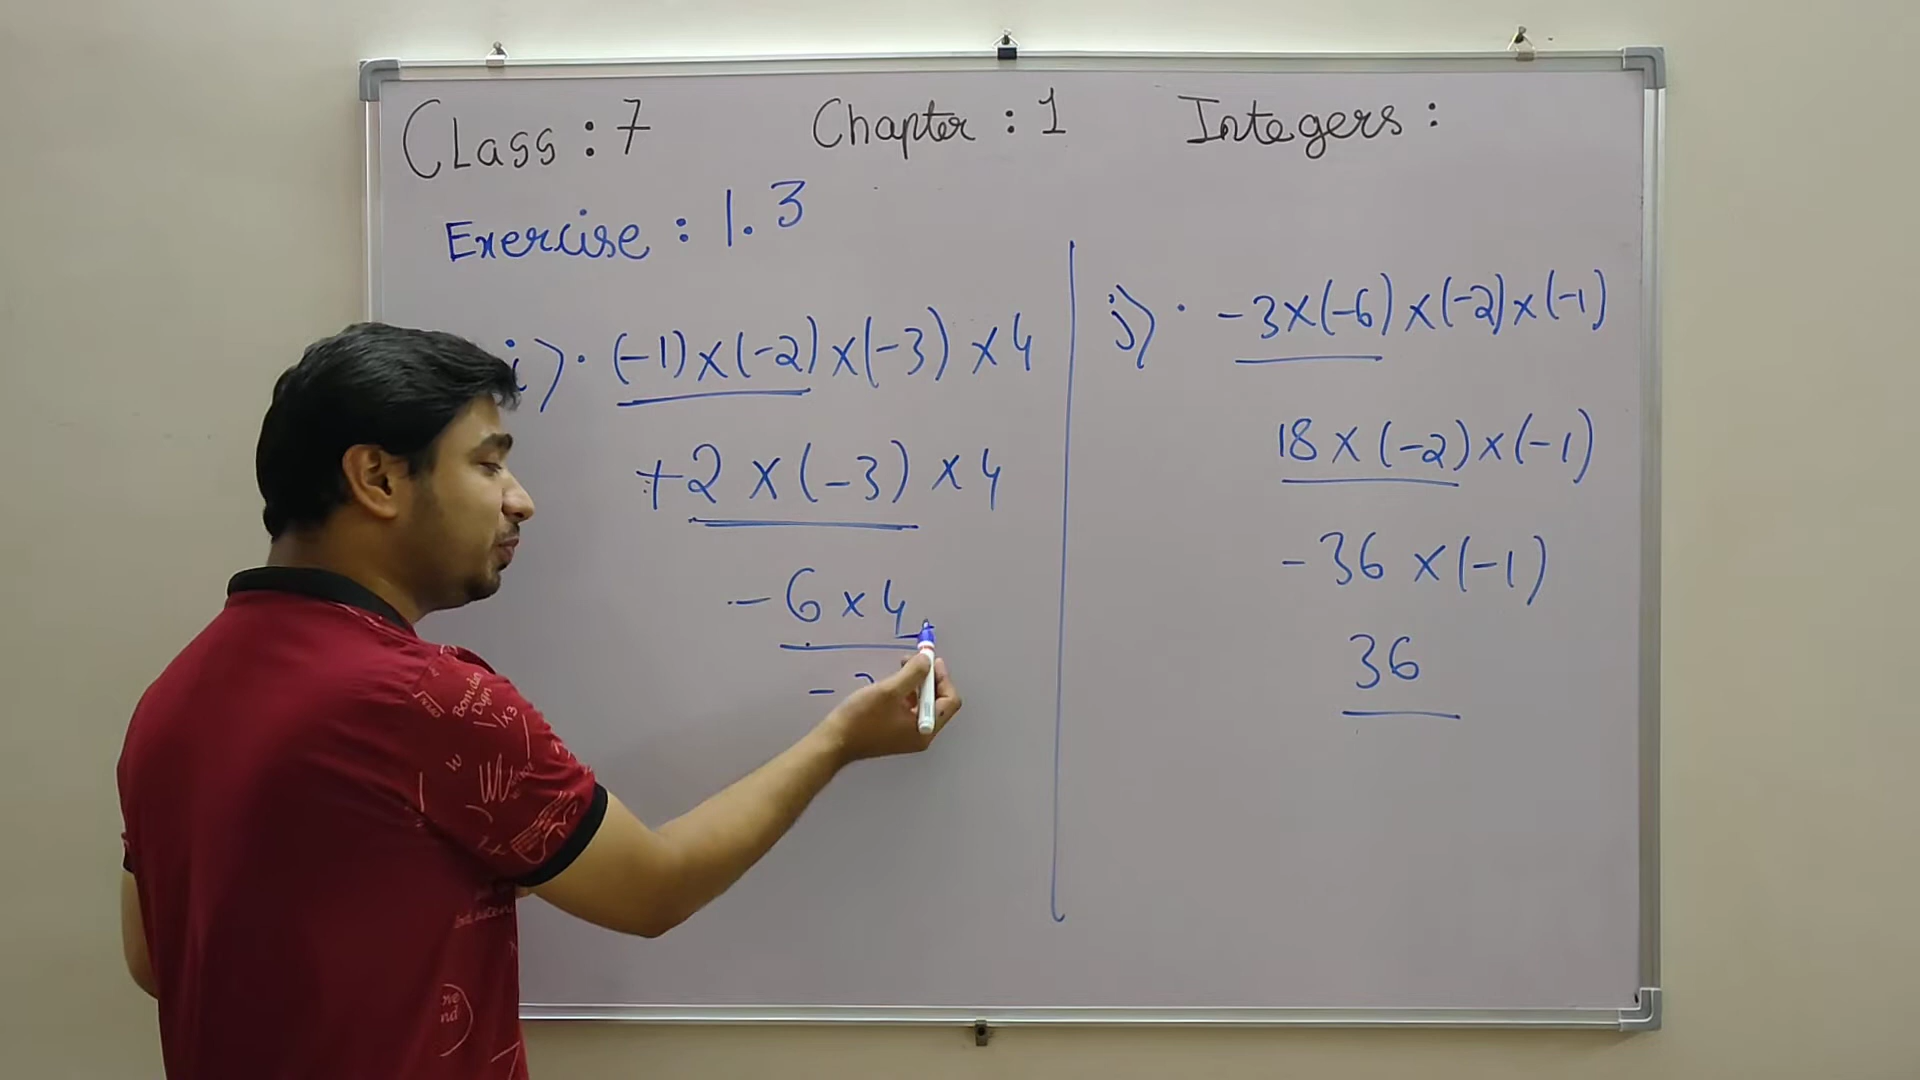 Class : 7 Chapter : 1 Integers :
Exercise : 1.3
i) · (-1)×(-2)×(-3)×4
+2×(-3)×4
-6×4
j) · -3×(-6)×(-2)×(-1)
18×(-2)×(-1)
-36×(-1)
36